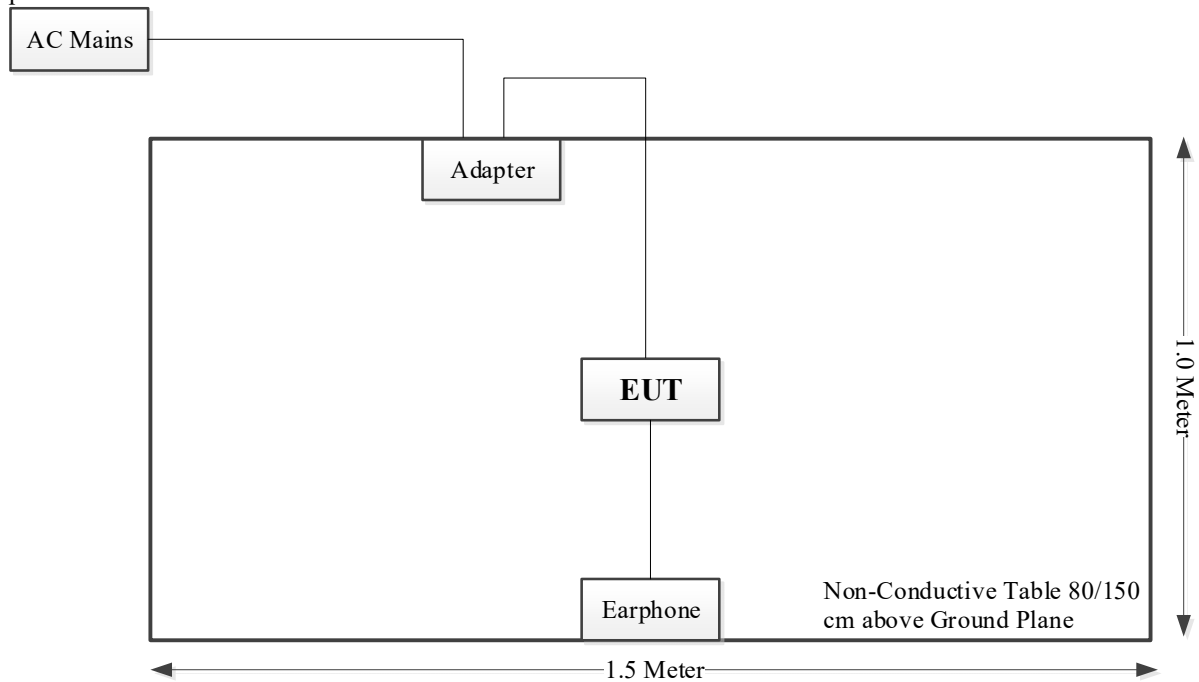 AC Mains
Adapter
EUT
1.0 Meter
Earphone
Non-Conductive Table 80/150
cm above Ground Plane
1.5 Meter